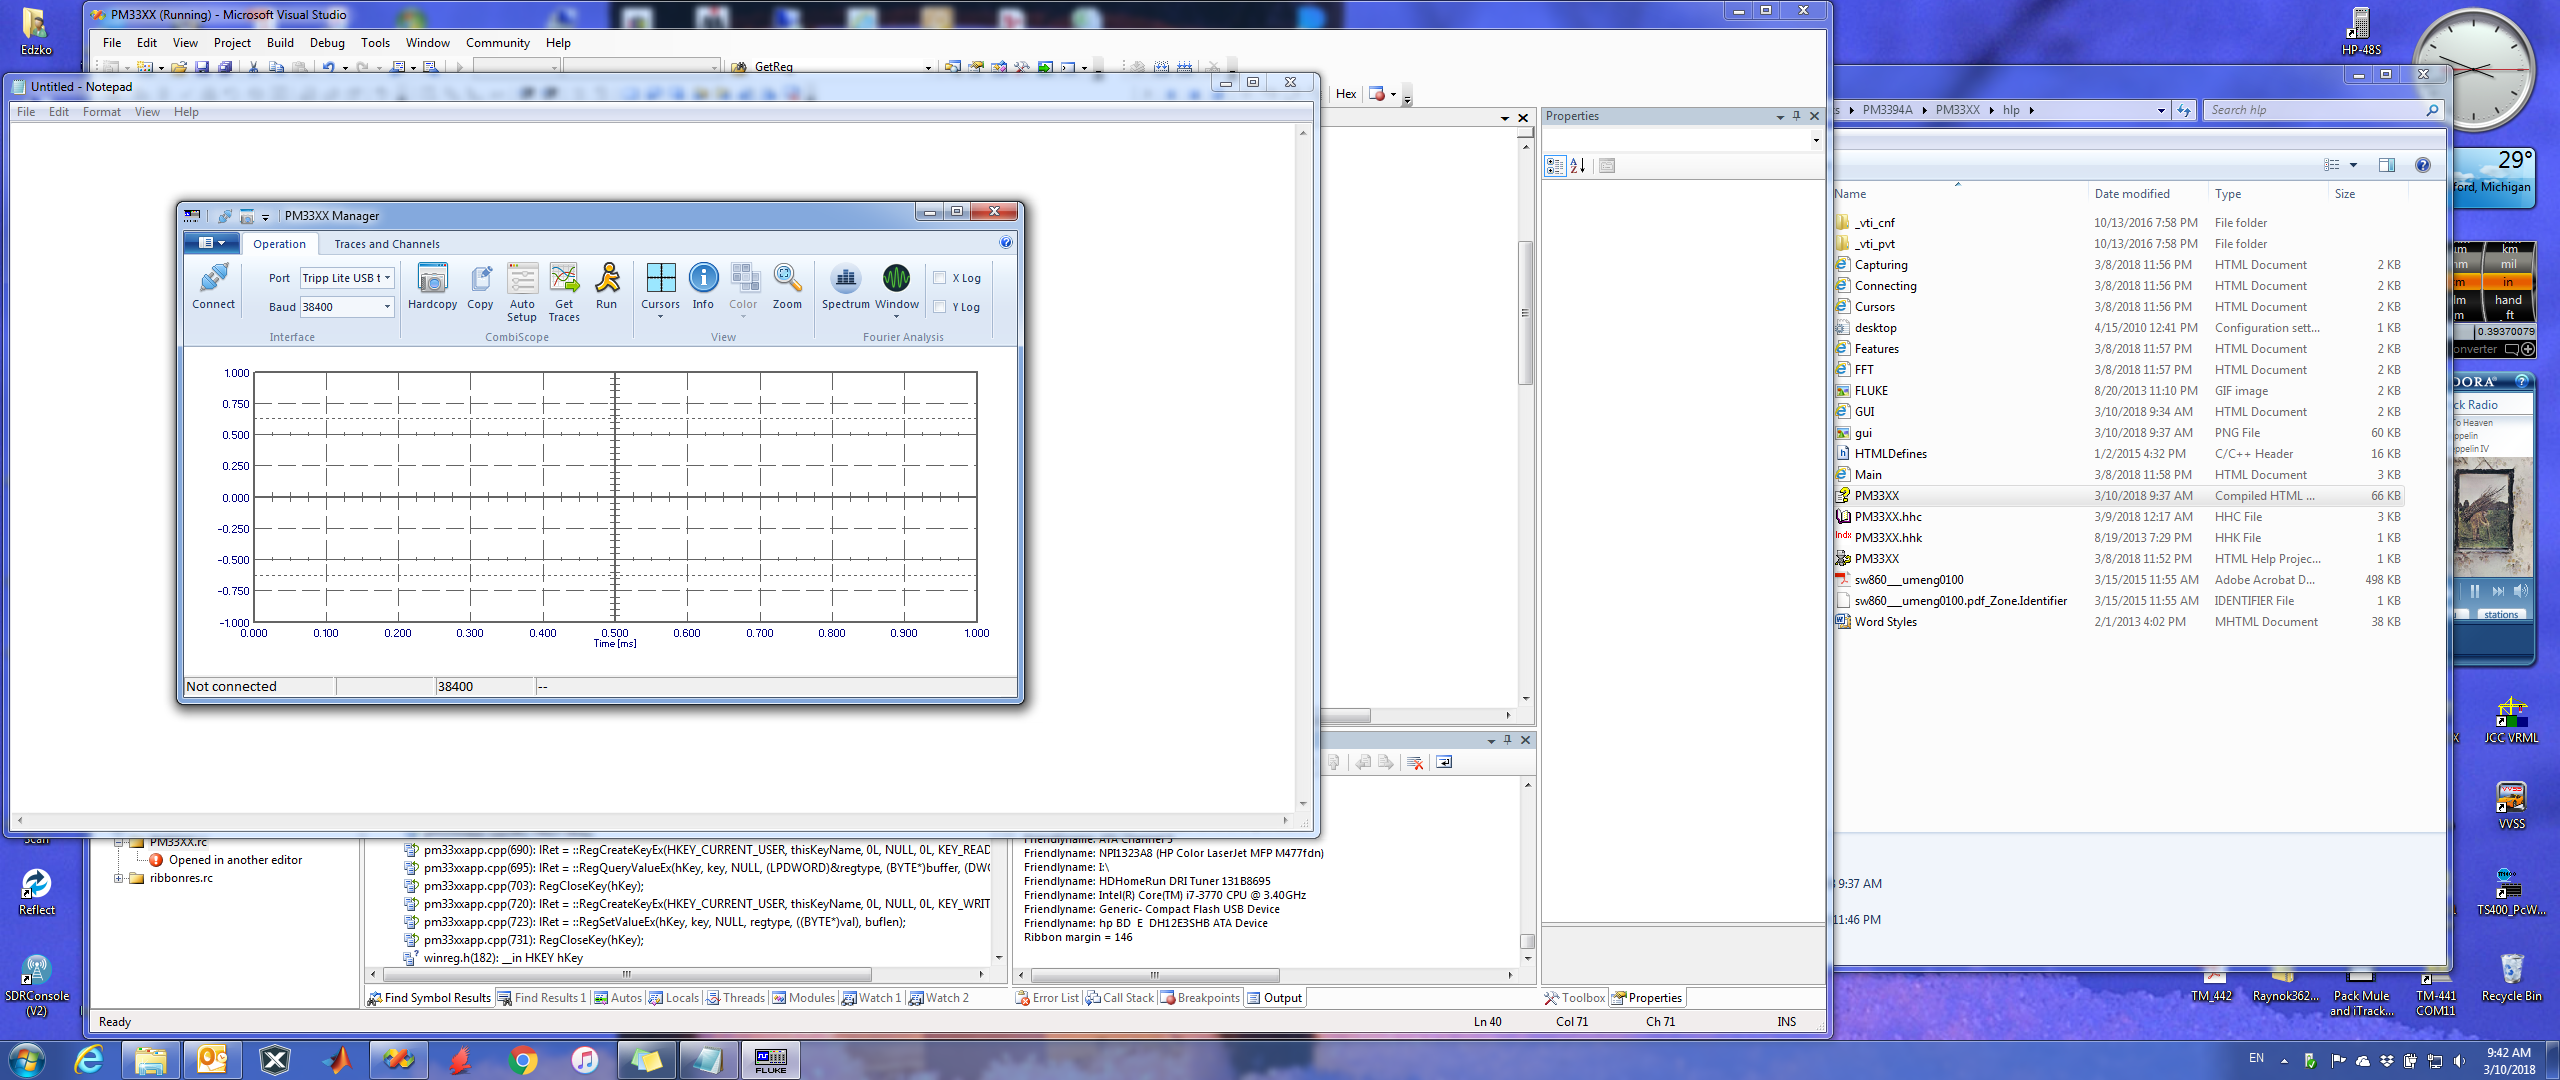 Edzko
PM33XX (Running) - Microsoft Visual Studio
File Edit View Project Build Debug Tools Window Community Help
GetReg
Hex
Untitled - Notepad
File Edit Format View Help
PM33XX Manager
Operation Traces and Channels
Connect
Port Tripp Lite USB t
Baud 38400
Interface
Hardcopy Copy Auto Setup Get Traces Run
CombiScope
Cursors Info Color Zoom
View
Spectrum Window
X Log
Y Log
Fourier Analysis
1.000
0.750
0.500
0.250
0.000
-0.250
-0.500
-0.750
-1.000
0.000 0.100 0.200 0.300 0.400 0.500 0.600 0.700 0.800 0.900 1.000
Time [ms]
Not connected 38400 --
Properties
PM33XX.rc
Opened in another editor
ribbonres.rc
pm33xxapp.cpp(690): lRet = ::RegCreateKeyEx(HKEY_CURRENT_USER, thisKeyName, 0L, NULL, 0L, KEY_READ
pm33xxapp.cpp(695): lRet = ::RegQueryValueEx(hKey, key, NULL, (LPDWORD)&regtype, (BYTE*)buffer, (DWO
pm33xxapp.cpp(703): RegCloseKey(hKey);
pm33xxapp.cpp(720): lRet = ::RegCreateKeyEx(HKEY_CURRENT_USER, thisKeyName, 0L, NULL, 0L, KEY_WRIT
pm33xxapp.cpp(723): lRet = ::RegSetValueEx(hKey, key, NULL, regtype, ((BYTE*)val), buflen);
pm33xxapp.cpp(731): RegCloseKey(hKey);
winreg.h(182): __in HKEY hKey
Find Symbol Results Find Results 1 Autos Locals Threads Modules Watch 1 Watch 2
Friendlyname: NPI1323A8 (HP Color LaserJet MFP M477fdn)
Friendlyname: I:\
Friendlyname: HDHomeRun DRI Tuner 131B8695
Friendlyname: Intel(R) Core(TM) i7-3770 CPU @ 3.40GHz
Friendlyname: Generic- Compact Flash USB Device
Friendlyname: hp BD E DH12E3SHB ATA Device
Ribbon margin = 146
Error List Call Stack Breakpoints Output
Toolbox Properties
Ready Ln 40 Col 71 Ch 71 INS
PM3394A PM33XX hlp
Search hlp
Name Date modified Type Size
_vti_cnf 10/13/2016 7:58 PM File folder
_vti_pvt 10/13/2016 7:58 PM File folder
Capturing 3/8/2018 11:56 PM HTML Document 2 KB
Connecting 3/8/2018 11:56 PM HTML Document 2 KB
Cursors 3/8/2018 11:56 PM HTML Document 2 KB
desktop 4/15/2010 12:41 PM Configuration sett... 1 KB
Features 3/8/2018 11:57 PM HTML Document 2 KB
FFT 3/8/2018 11:57 PM HTML Document 2 KB
FLUKE 8/20/2013 11:10 PM GIF image 2 KB
GUI 3/10/2018 9:34 AM HTML Document 2 KB
gui 3/10/2018 9:37 AM PNG File 60 KB
HTMLDefines 1/2/2015 4:32 PM C/C++ Header 16 KB
Main 3/8/2018 11:58 PM HTML Document 3 KB
PM33XX 3/10/2018 9:37 AM Compiled HTML ... 66 KB
PM33XX.hhc 3/9/2018 12:17 AM HHC File 3 KB
PM33XX.hhk 8/19/2013 7:29 PM HHK File 1 KB
PM33XX 3/8/2018 11:52 PM HTML Help Projec... 1 KB
sw860___umeng0100 3/15/2015 11:55 AM Adobe Acrobat D... 498 KB
sw860___umeng0100.pdf_Zone.Identifier 3/15/2015 11:55 AM IDENTIFIER File 1 KB
Word Styles 2/1/2013 4:02 PM MHTML Document 38 KB
9:37 AM
11:46 PM
HP-48S
29°
ford, Michigan
km
mil
in
hand
ft
0.39370079
onverter
DORA
ck Radio
To Heaven
ppelin
ppelin IV
stations
JCC VRML
VVSS
TS400_PcW...
Recycle Bin
TM_442
Raynok362...
Pack Mule and iTrack...
TM-441 COM11
Reflect
SDRConsole (V2)
FLUKE
EN
9:42 AM
3/10/2018